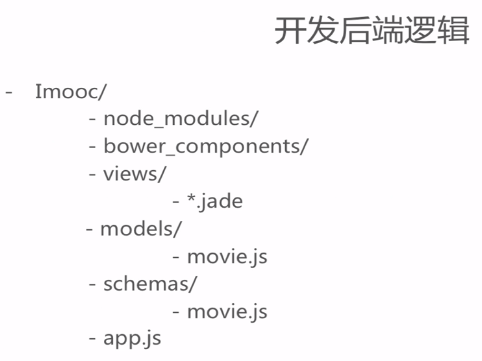 开发后端逻辑
- Imooc/
- node_modules/
- bower_components/
- views/
- *.jade
- models/
- movie.js
- schemas/
- movie.js
- app.js